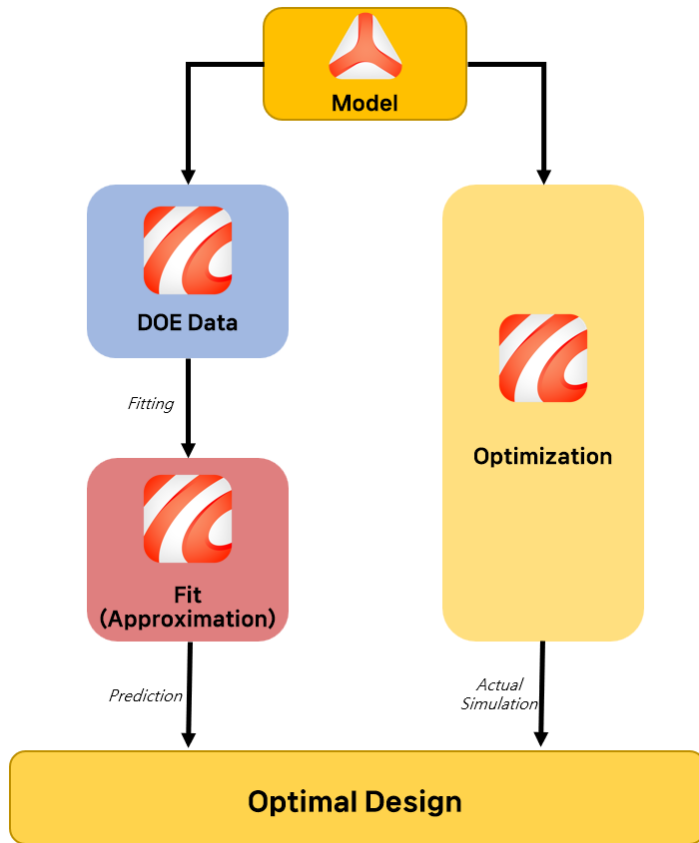 Model
DOE Data
Fitting
Fit
(Approximation)
Prediction
Optimization
Actual
Simulation
Optimal Design